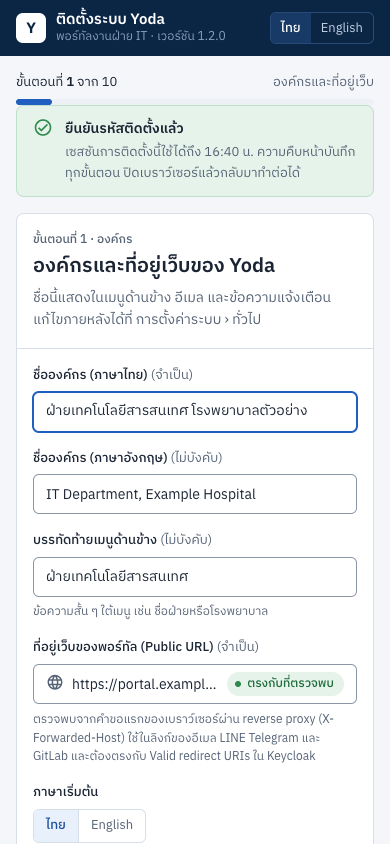 Y
ติดตั้งระบบ Yoda
พอร์ทัลงานฝ่าย IT · เวอร์ชัน 1.2.0
ไทย English
ขั้นตอนที่ 1 จาก 10 องค์กรและที่อยู่เว็บ
ยืนยันรหัสติดตั้งแล้ว
เซสชันการติดตั้งนี้ใช้ได้ถึง 16:40 น. ความคืบหน้าบันทึก
ทุกขั้นตอน ปิดเบราว์เซอร์แล้วกลับมาทำต่อได้
ขั้นตอนที่ 1 · องค์กร
องค์กรและที่อยู่เว็บของ Yoda
ชื่อนี้แสดงในเมนูด้านข้าง อีเมล และข้อความแจ้งเตือน
แก้ไขภายหลังได้ที่ การตั้งค่าระบบ › ทั่วไป
ชื่อองค์กร (ภาษาไทย) (จำเป็น)
ฝ่ายเทคโนโลยีสารสนเทศ โรงพยาบาลตัวอย่าง
ชื่อองค์กร (ภาษาอังกฤษ) (ไม่บังคับ)
IT Department, Example Hospital
บรรทัดท้ายเมนูด้านข้าง (ไม่บังคับ)
ฝ่ายเทคโนโลยีสารสนเทศ
ข้อความสั้น ๆ ใต้เมนู เช่น ชื่อฝ่ายหรือโรงพยาบาล
ที่อยู่เว็บของพอร์ทัล (Public URL) (จำเป็น)
https://portal.exampl... ตรงกับที่ตรวจพบ
ตรวจพบจากคำขอแรกของเบราว์เซอร์ผ่าน reverse proxy (X-
Forwarded-Host) ใช้ในลิงก์ของอีเมล LINE Telegram และ
GitLab และต้องตรงกับ Valid redirect URIs ใน Keycloak
ภาษาเริ่มต้น
ไทย English